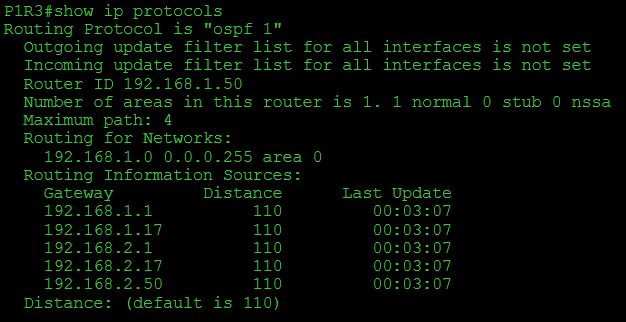 P1R3#show ip protocols
Routing Protocol is "ospf 1"
Outgoing update filter list for all interfaces is not set
Incoming update filter list for all interfaces is not set
Router ID 192.168.1.50
Number of areas in this router is 1. 1 normal 0 stub 0 nssa
Maximum path: 4
Routing for Networks:
192.168.1.0 0.0.0.255 area 0
Routing Information Sources:
Gateway Distance Last Update
192.168.1.1 110 00:03:07
192.168.1.17 110 00:03:07
192.168.2.1 110 00:03:07
192.168.2.17 110 00:03:07
192.168.2.50 110 00:03:07
Distance: (default is 110)